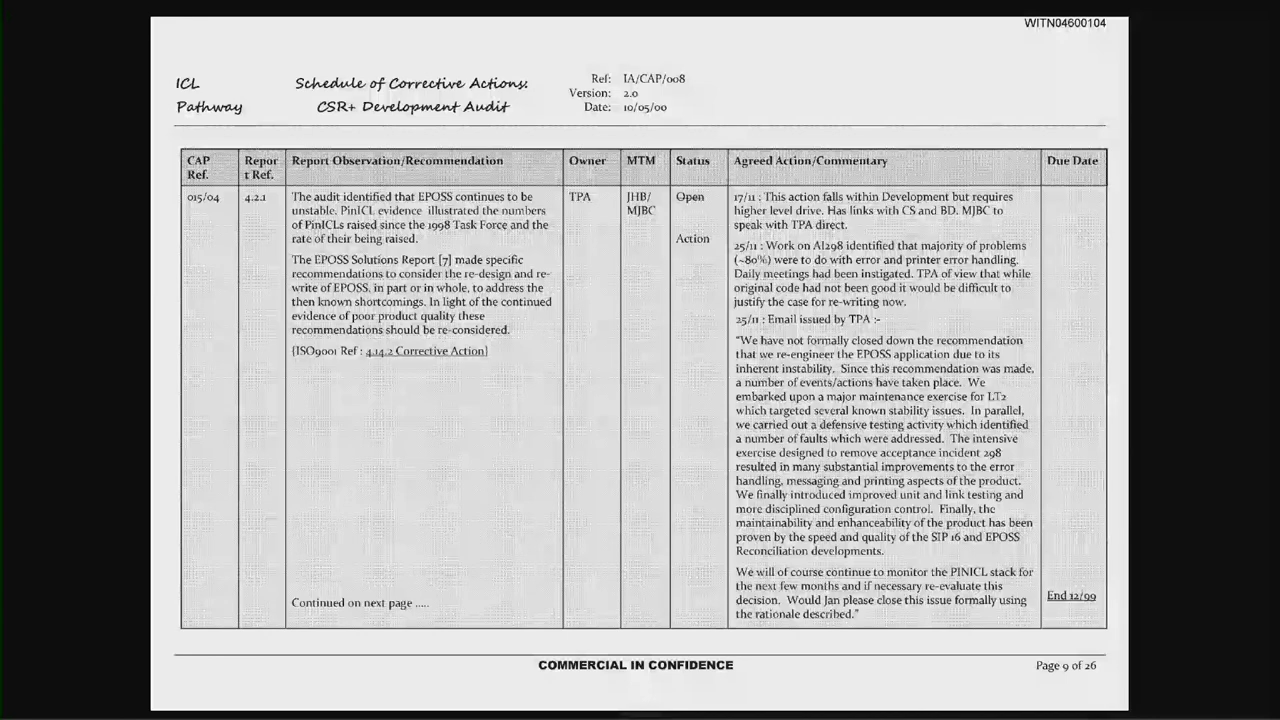 WITN04600104
ICL
Pathway
Schedule of Corrective Actions:
CSR+ Development Audit
Ref: IA/CAP/008
Version: 2.0
Date: 10/05/00
CAP Ref.
Report Ref.
Report Observation/Recommendation
Owner
MTM
Status
Agreed Action/Commentary
Due Date
015/04
4.2.1
The audit identified that EPOSS continues to be
unstable. PinICL evidence illustrated the numbers
of PinICLs raised since the 1998 Task Force and the
rate of their being raised.
The EPOSS Solutions Report [7] made specific
recommendations to consider the re-design and re-
write of EPOSS, in part or in whole, to address the
then known shortcomings. In light of the continued
evidence of poor product quality these
recommendations should be re-considered.
[ISO9001 Ref : 4.14.2 Corrective Action]
Continued on next page .....
TPA
JHB/
MJBC
Open
Action
17/11 : This action falls within Development but requires
higher level drive. Has links with CS and BD. MJBC to
speak with TPA direct.
25/11 : Work on AI298 identified that majority of problems
(~80%) were to do with error and printer error handling.
Daily meetings had been instigated. TPA of view that while
original code had not been good it would be difficult to
justify the case for re-writing now.
25/11 : Email issued by TPA :-
"We have not formally closed down the recommendation
that we re-engineer the EPOSS application due to its
inherent instability. Since this recommendation was made,
a number of events/actions have taken place. We
embarked upon a major maintenance exercise for LT2
which targeted several known stability issues. In parallel,
we carried out a defensive testing activity which identified
a number of faults which were addressed. The intensive
exercise designed to remove acceptance incident 298
resulted in many substantial improvements to the error
handling, messaging and printing aspects of the product.
We finally introduced improved unit and link testing and
more disciplined configuration control. Finally, the
maintainability and enhanceability of the product has been
proven by the speed and quality of the SIP 16 and EPOSS
Reconciliation developments.
We will of course continue to monitor the PINICL stack for
the next few months and if necessary re-evaluate this
decision. Would Jan please close this issue formally using
the rationale described."
End 12/99
COMMERCIAL IN CONFIDENCE
Page 9 of 26